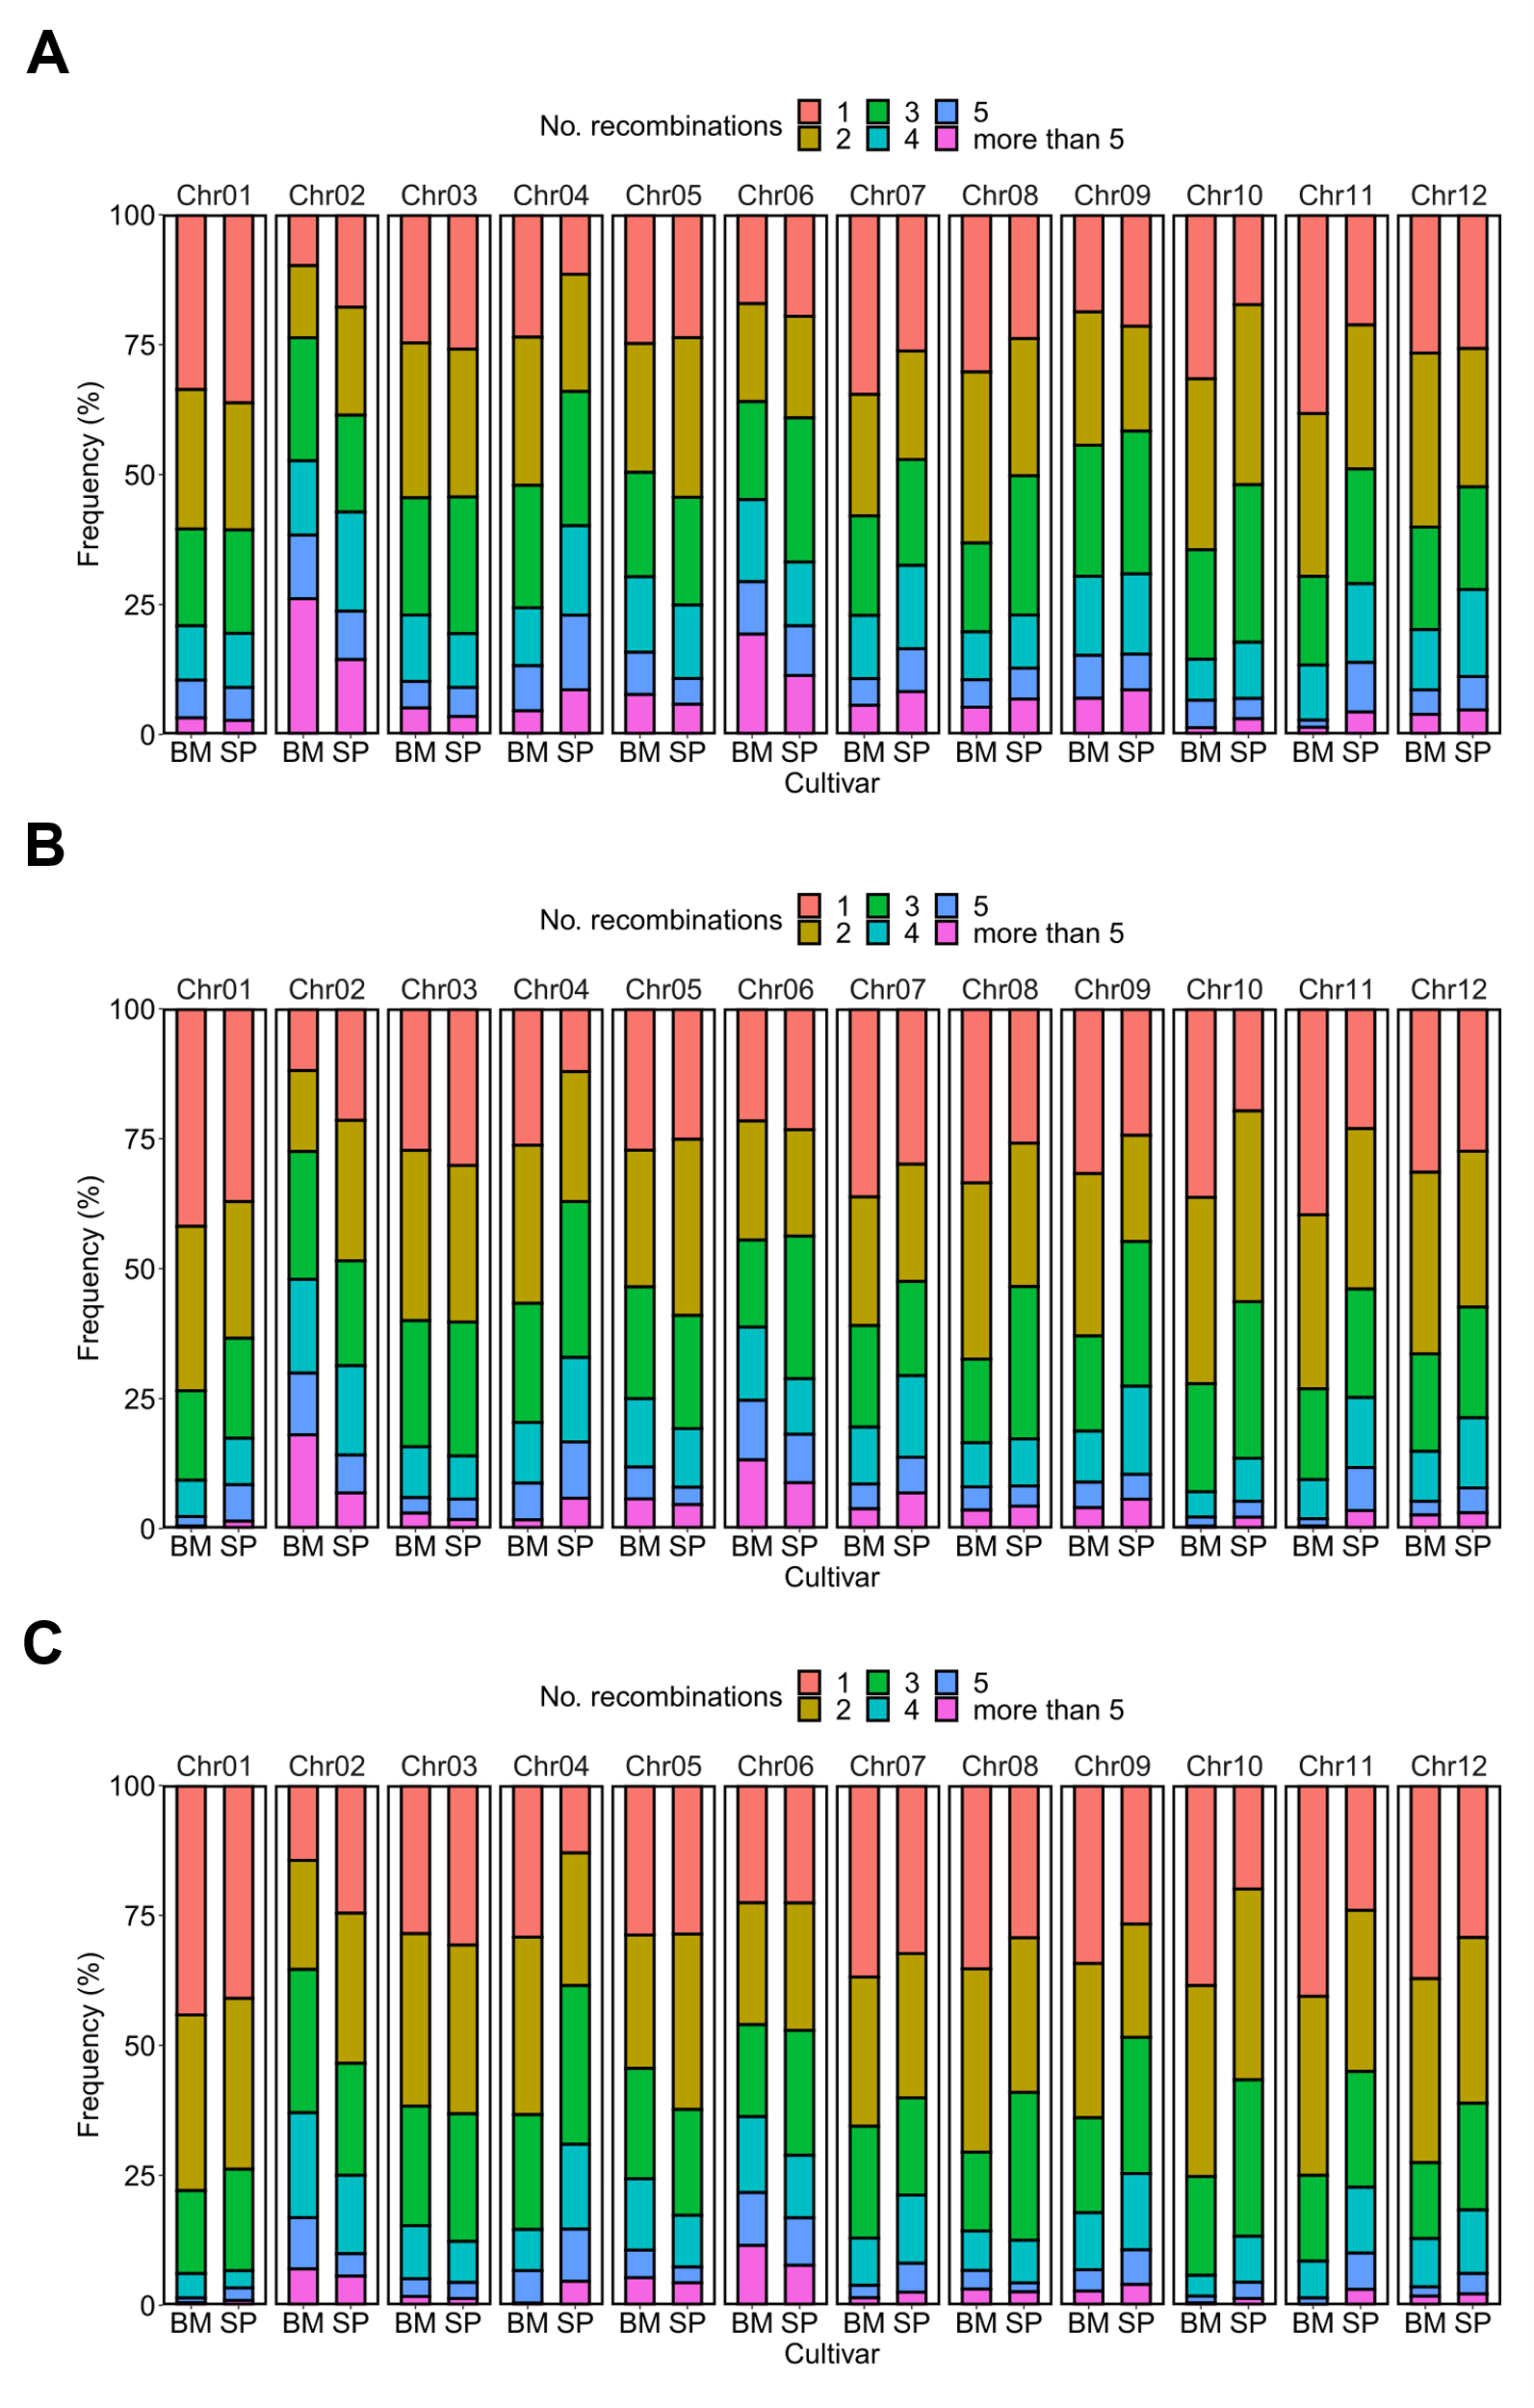 A
No. recombinations 1 3 5
2 4 more than 5
Chr01 Chr02 Chr03 Chr04 Chr05 Chr06 Chr07 Chr08 Chr09 Chr10 Chr11 Chr12
100
75
50
25
0
Frequency (%)
BM SP BM SP BM SP BM SP BM SP BM SP BM SP BM SP BM SP BM SP BM SP BM SP
Cultivar
B
No. recombinations 1 3 5
2 4 more than 5
Chr01 Chr02 Chr03 Chr04 Chr05 Chr06 Chr07 Chr08 Chr09 Chr10 Chr11 Chr12
100
75
50
25
0
Frequency (%)
BM SP BM SP BM SP BM SP BM SP BM SP BM SP BM SP BM SP BM SP BM SP BM SP
Cultivar
C
No. recombinations 1 3 5
2 4 more than 5
Chr01 Chr02 Chr03 Chr04 Chr05 Chr06 Chr07 Chr08 Chr09 Chr10 Chr11 Chr12
100
75
50
25
0
Frequency (%)
BM SP BM SP BM SP BM SP BM SP BM SP BM SP BM SP BM SP BM SP BM SP BM SP
Cultivar